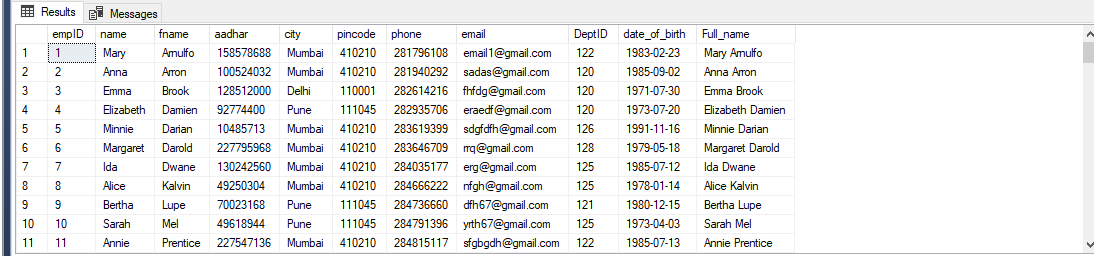 Results Messages
empID name fname aadhar city pincode phone email DeptID date_of_birth Full_name
1 1 Mary Arnulfo 158578688 Mumbai 410210 281796108 email1@gmail.com 122 1983-02-23 Mary Arnulfo
2 2 Anna Arron 100524032 Mumbai 410210 281940292 sadas@gmail.com 120 1985-09-02 Anna Arron
3 3 Emma Brook 128512000 Delhi 110001 282614216 fhfdg@gmail.com 120 1971-07-30 Emma Brook
4 4 Elizabeth Damien 92774400 Pune 111045 282935706 eraedf@gmail.com 120 1973-07-20 Elizabeth Damien
5 5 Minnie Darian 10485713 Mumbai 410210 283619399 sdgfdfh@gmail.com 126 1991-11-16 Minnie Darian
6 6 Margaret Darold 227795968 Mumbai 410210 283646709 rrq@gmail.com 128 1979-05-18 Margaret Darold
7 7 Ida Dwane 130242560 Mumbai 410210 284035177 erg@gmail.com 125 1985-07-12 Ida Dwane
8 8 Alice Kalvin 49250304 Mumbai 410210 284666222 nfgh@gmail.com 125 1978-01-14 Alice Kalvin
9 9 Bertha Lupe 70023168 Pune 111045 284736660 dfh67@gmail.com 121 1980-12-15 Bertha Lupe
10 10 Sarah Mel 49618944 Pune 111045 284791396 yrth67@gmail.com 125 1973-04-03 Sarah Mel
11 11 Annie Prentice 227547136 Mumbai 410210 284815117 sfgbgdh@gmail.com 122 1985-07-13 Annie Prentice